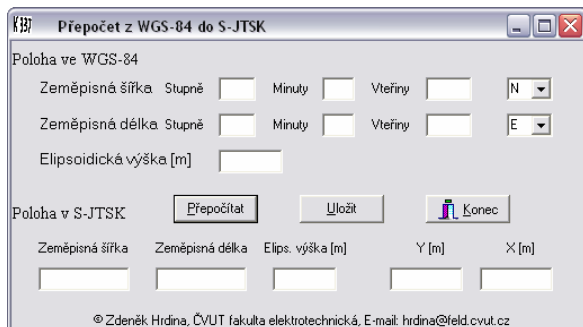 K337 Přepočet z WGS-84 do S-JTSK
Poloha ve WGS-84
Zeměpisná šířka Stupně Minuty Vteřiny N
Zeměpisná délka Stupně Minuty Vteřiny E
Elipsoidická výška [m]
Poloha v S-JTSK Přepočítat Uložit Konec
Zeměpisná šířka Zeměpisná délka Elips. výška [m] Y [m] X [m]
© Zdeněk Hrdina, ČVUT fakulta elektrotechnická, E-mail: hrdina@feld.cvut.cz